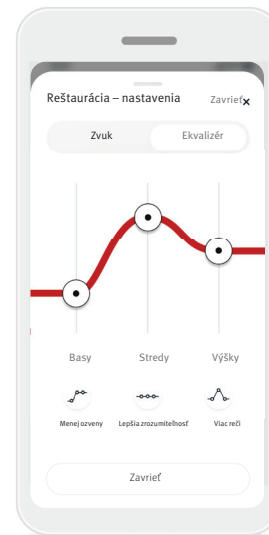 Reštaurácia – nastavenia Zavrieť
Zvuk Ekvalizér
Basy Stredy Výšky
Menej ozveny Lepšia zrozumiteľnosť Viac reči
Zavrieť